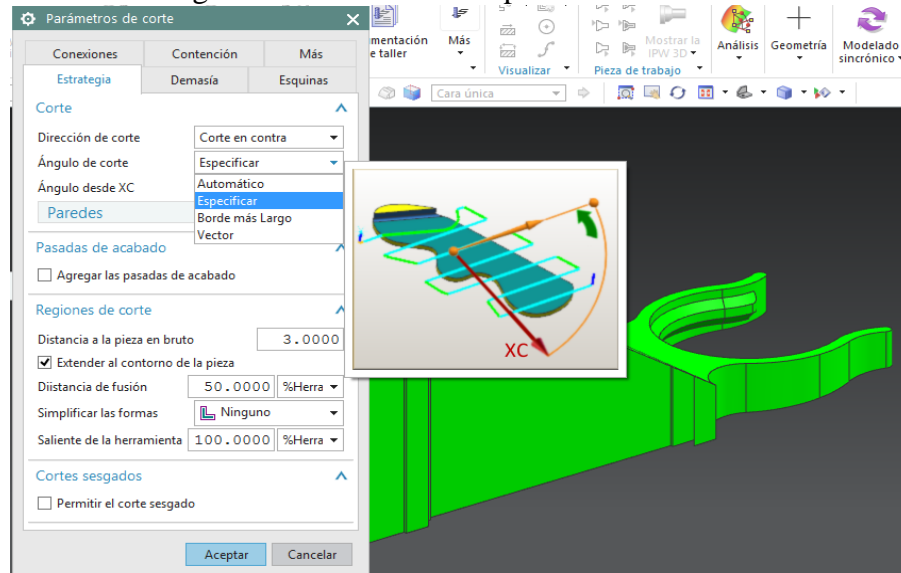 Parámetros de corte
Conexiones Contención Más
Estrategia Demasía Esquinas
Corte
Dirección de corte Corte en contra
Ángulo de corte Especificar
Ángulo desde XC
Automático
Especificar
Borde más Largo
Vector
Paredes
Pasadas de acabado
Agregar las pasadas de acabado
Regiones de corte
Distancia a la pieza en bruto 3.0000
Extender al contorno de la pieza
Diistancia de fusión 50.0000 %Herra
Simplificar las formas Ninguno
Saliente de la herramienta 100.0000 %Herra
Cortes sesgados
Permitir el corte sesgado
Aceptar Cancelar
mentación
e taller
Más
Visualizar
Mostrar la
IPW 3D
Pieza de trabajo
Análisis
Geometría
Modelado
sincrónico
Cara única
XC